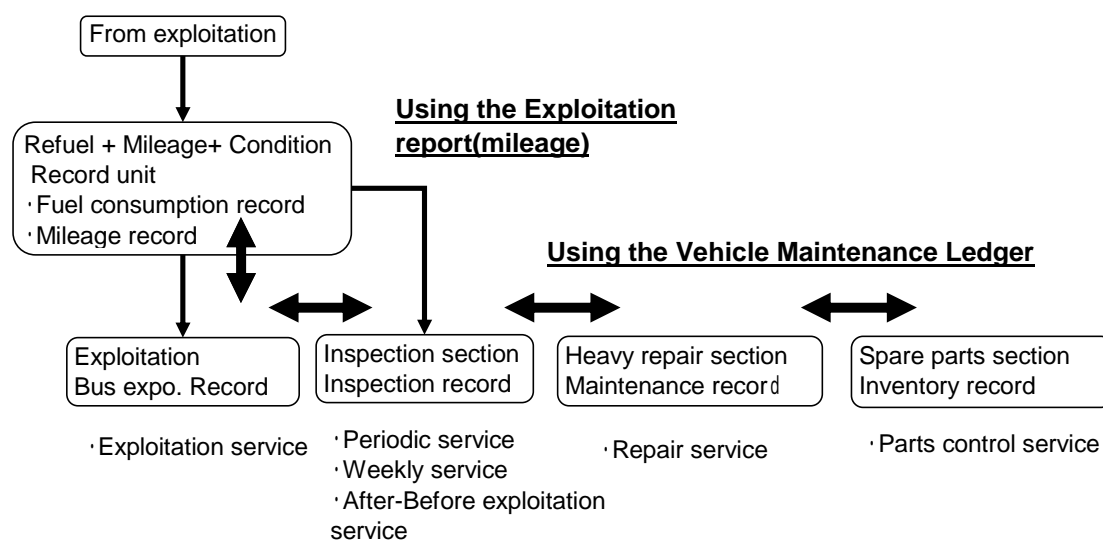 From exploitation
Using the Exploitation
report(mileage)
Refuel + Mileage+ Condition
Record unit
·Fuel consumption record
·Mileage record
Using the Vehicle Maintenance Ledger
Exploitation
Bus expo. Record
Inspection section
Inspection record
Heavy repair section
Maintenance record
Spare parts section
Inventory record
·Exploitation service
·Periodic service
·Weekly service
·After-Before exploitation
service
·Repair service
·Parts control service